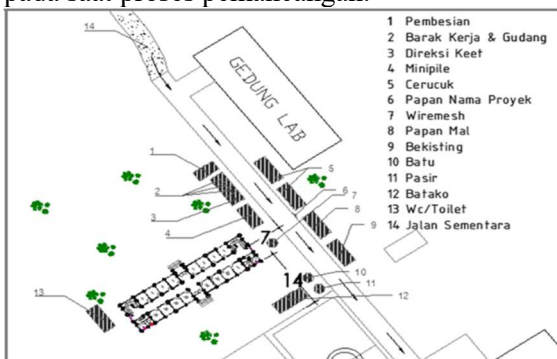 pada saat proses pemancangan.
14
GEDUNG LAB
1 Pembesian
2 Barak Kerja & Gudang
3 Direksi Keet
4 Minipile
5 Cerucuk
6 Papan Nama Proyek
7 Wiremesh
8 Papan Mal
9 Bekisting
10 Batu
11 Pasir
12 Batako
13 Wc/Toilet
14 Jalan Sementara
1
2
3
4
5
6
7
8
9
7
14
10
11
12
13